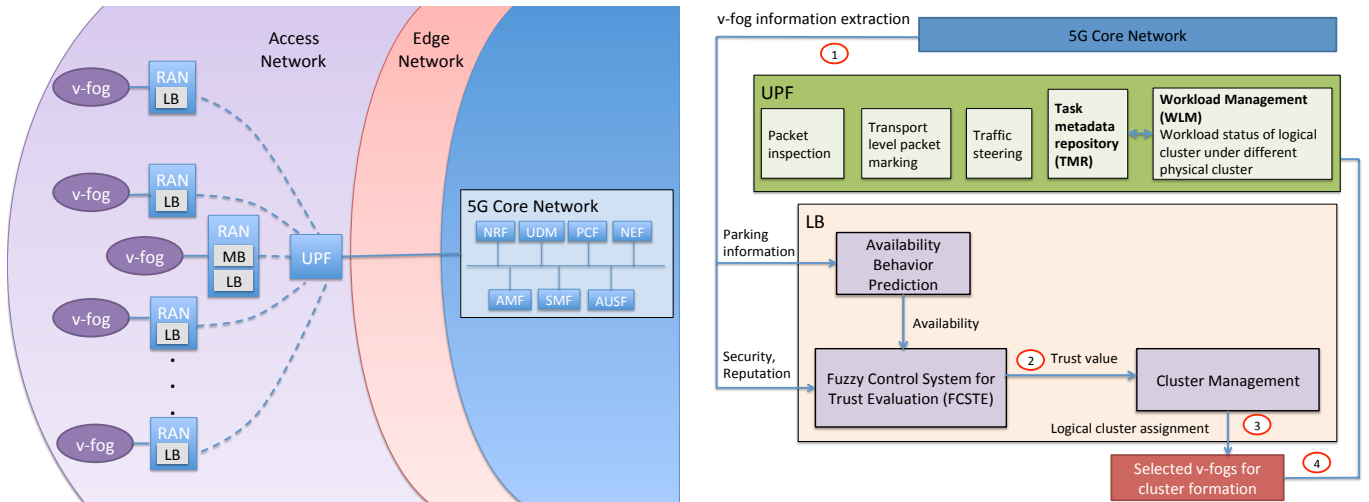 Access
Network
Edge
Network
v-fog
RAN
LB
v-fog
RAN
LB
v-fog
RAN
MB
LB
UPF
v-fog
RAN
LB
.
.
.
v-fog
RAN
LB
5G Core Network
NRF
UDM
PCF
NEF
AMF
SMF
AUSF
v-fog information extraction
1
5G Core Network
UPF
Packet
inspection
Transport
level packet
marking
Traffic
steering
Task
metadata
repository
(TMR)
Workload Management
(WLM)
Workload status of logical
cluster under different
physical cluster
LB
Parking
information
Availability
Behavior
Prediction
Availability
Security,
Reputation
Fuzzy Control System for
Trust Evaluation (FCSTE)
2
Trust value
Cluster Management
Logical cluster assignment
3
Selected v-fogs for
cluster formation
4